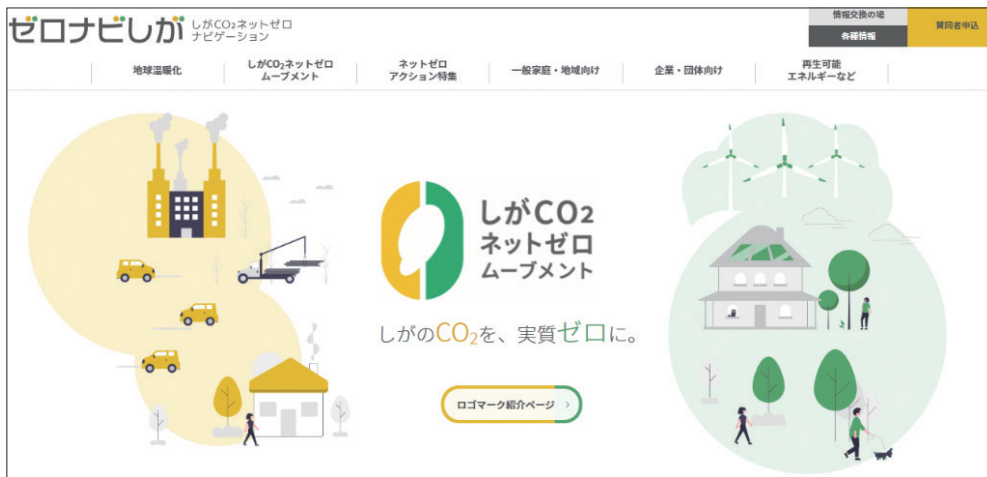 ゼロナビしが
しがCO2ネットゼロ
ナビゲーション
情報交換の場
各種情報
賛同者申込
地球温暖化
しがCO2ネットゼロ
ムーブメント
ネットゼロ
アクション特集
一般家庭・地域向け
企業・団体向け
再生可能
エネルギーなど
しがCO2
ネットゼロ
ムーブメント
しがのCO2を、実質ゼロに。
ロゴマーク紹介ページ